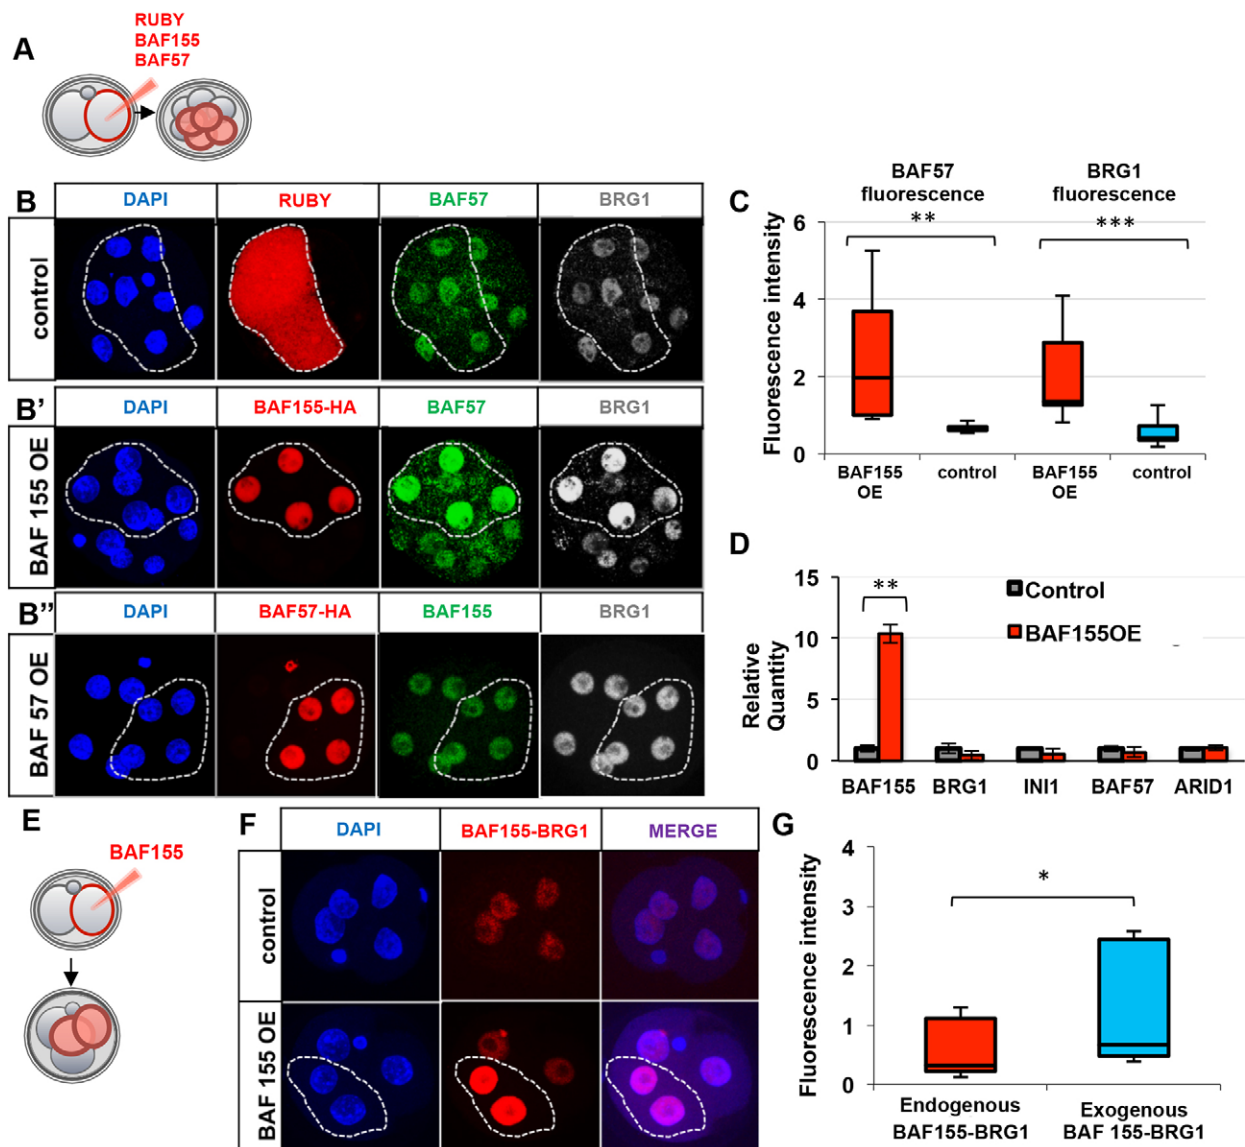 A
RUBY
BAF155
BAF57
B
DAPI
RUBY
BAF57
BRG1
control
B'
DAPI
BAF155-HA
BAF57
BRG1
BAF 155 OE
B''
DAPI
BAF57-HA
BAF155
BRG1
BAF 57 OE
C
BAF57
fluorescence
BRG1
fluorescence
**
***
Fluorescence intensity
6
4
2
0
BAF155
OE
control
BAF155
OE
control
D
Relative
Quantity
15
10
5
0
**
Control
BAF155OE
BAF155
BRG1
INI1
BAF57
ARID1
E
BAF155
F
DAPI
BAF155-BRG1
MERGE
control
BAF 155 OE
G
Fluorescence intensity
4
3
2
1
0
*
Endogenous
BAF155-BRG1
Exogenous
BAF 155-BRG1